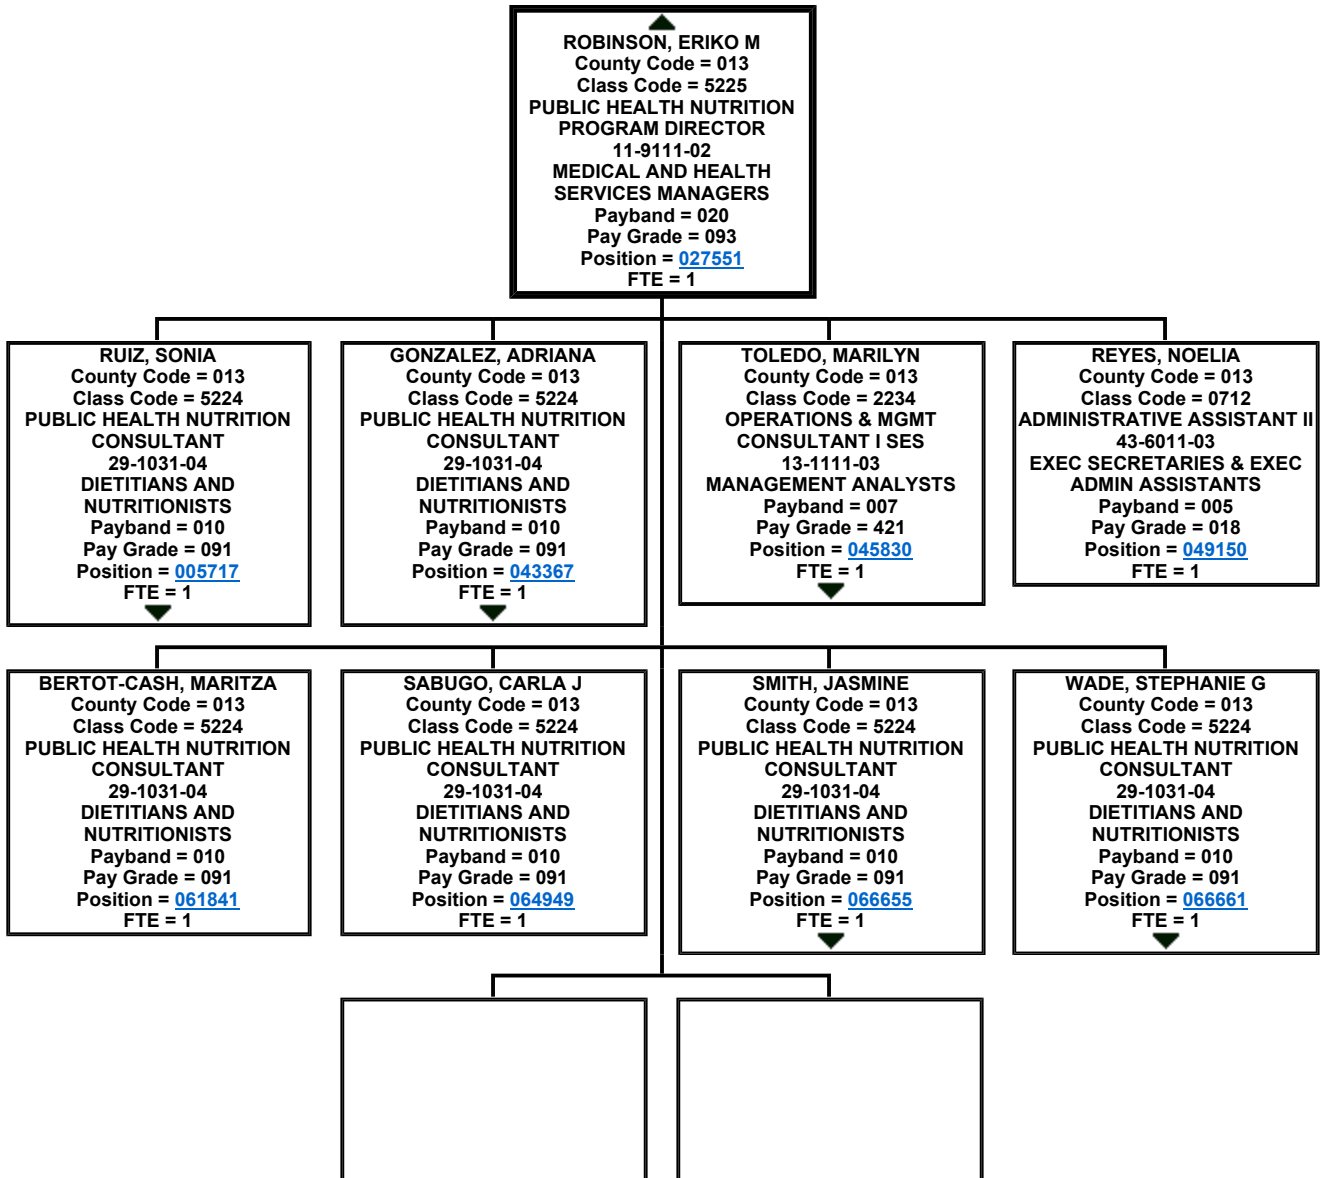 ROBINSON, ERIKO M
County Code = 013
Class Code = 5225
PUBLIC HEALTH NUTRITION
PROGRAM DIRECTOR
11-9111-02
MEDICAL AND HEALTH
SERVICES MANAGERS
Payband = 020
Pay Grade = 093
Position = 027551
FTE = 1
RUIZ, SONIA
County Code = 013
Class Code = 5224
PUBLIC HEALTH NUTRITION
CONSULTANT
29-1031-04
DIETITIANS AND
NUTRITIONISTS
Payband = 010
Pay Grade = 091
Position = 005717
FTE = 1
GONZALEZ, ADRIANA
County Code = 013
Class Code = 5224
PUBLIC HEALTH NUTRITION
CONSULTANT
29-1031-04
DIETITIANS AND
NUTRITIONISTS
Payband = 010
Pay Grade = 091
Position = 043367
FTE = 1
TOLEDO, MARILYN
County Code = 013
Class Code = 2234
OPERATIONS & MGMT
CONSULTANT I SES
13-1111-03
MANAGEMENT ANALYSTS
Payband = 007
Pay Grade = 421
Position = 045830
FTE = 1
REYES, NOELIA
County Code = 013
Class Code = 0712
ADMINISTRATIVE ASSISTANT II
43-6011-03
EXEC SECRETARIES & EXEC
ADMIN ASSISTANTS
Payband = 005
Pay Grade = 018
Position = 049150
FTE = 1
BERTOT-CASH, MARITZA
County Code = 013
Class Code = 5224
PUBLIC HEALTH NUTRITION
CONSULTANT
29-1031-04
DIETITIANS AND
NUTRITIONISTS
Payband = 010
Pay Grade = 091
Position = 061841
FTE = 1
SABUGO, CARLA J
County Code = 013
Class Code = 5224
PUBLIC HEALTH NUTRITION
CONSULTANT
29-1031-04
DIETITIANS AND
NUTRITIONISTS
Payband = 010
Pay Grade = 091
Position = 064949
FTE = 1
SMITH, JASMINE
County Code = 013
Class Code = 5224
PUBLIC HEALTH NUTRITION
CONSULTANT
29-1031-04
DIETITIANS AND
NUTRITIONISTS
Payband = 010
Pay Grade = 091
Position = 066655
FTE = 1
WADE, STEPHANIE G
County Code = 013
Class Code = 5224
PUBLIC HEALTH NUTRITION
CONSULTANT
29-1031-04
DIETITIANS AND
NUTRITIONISTS
Payband = 010
Pay Grade = 091
Position = 066661
FTE = 1